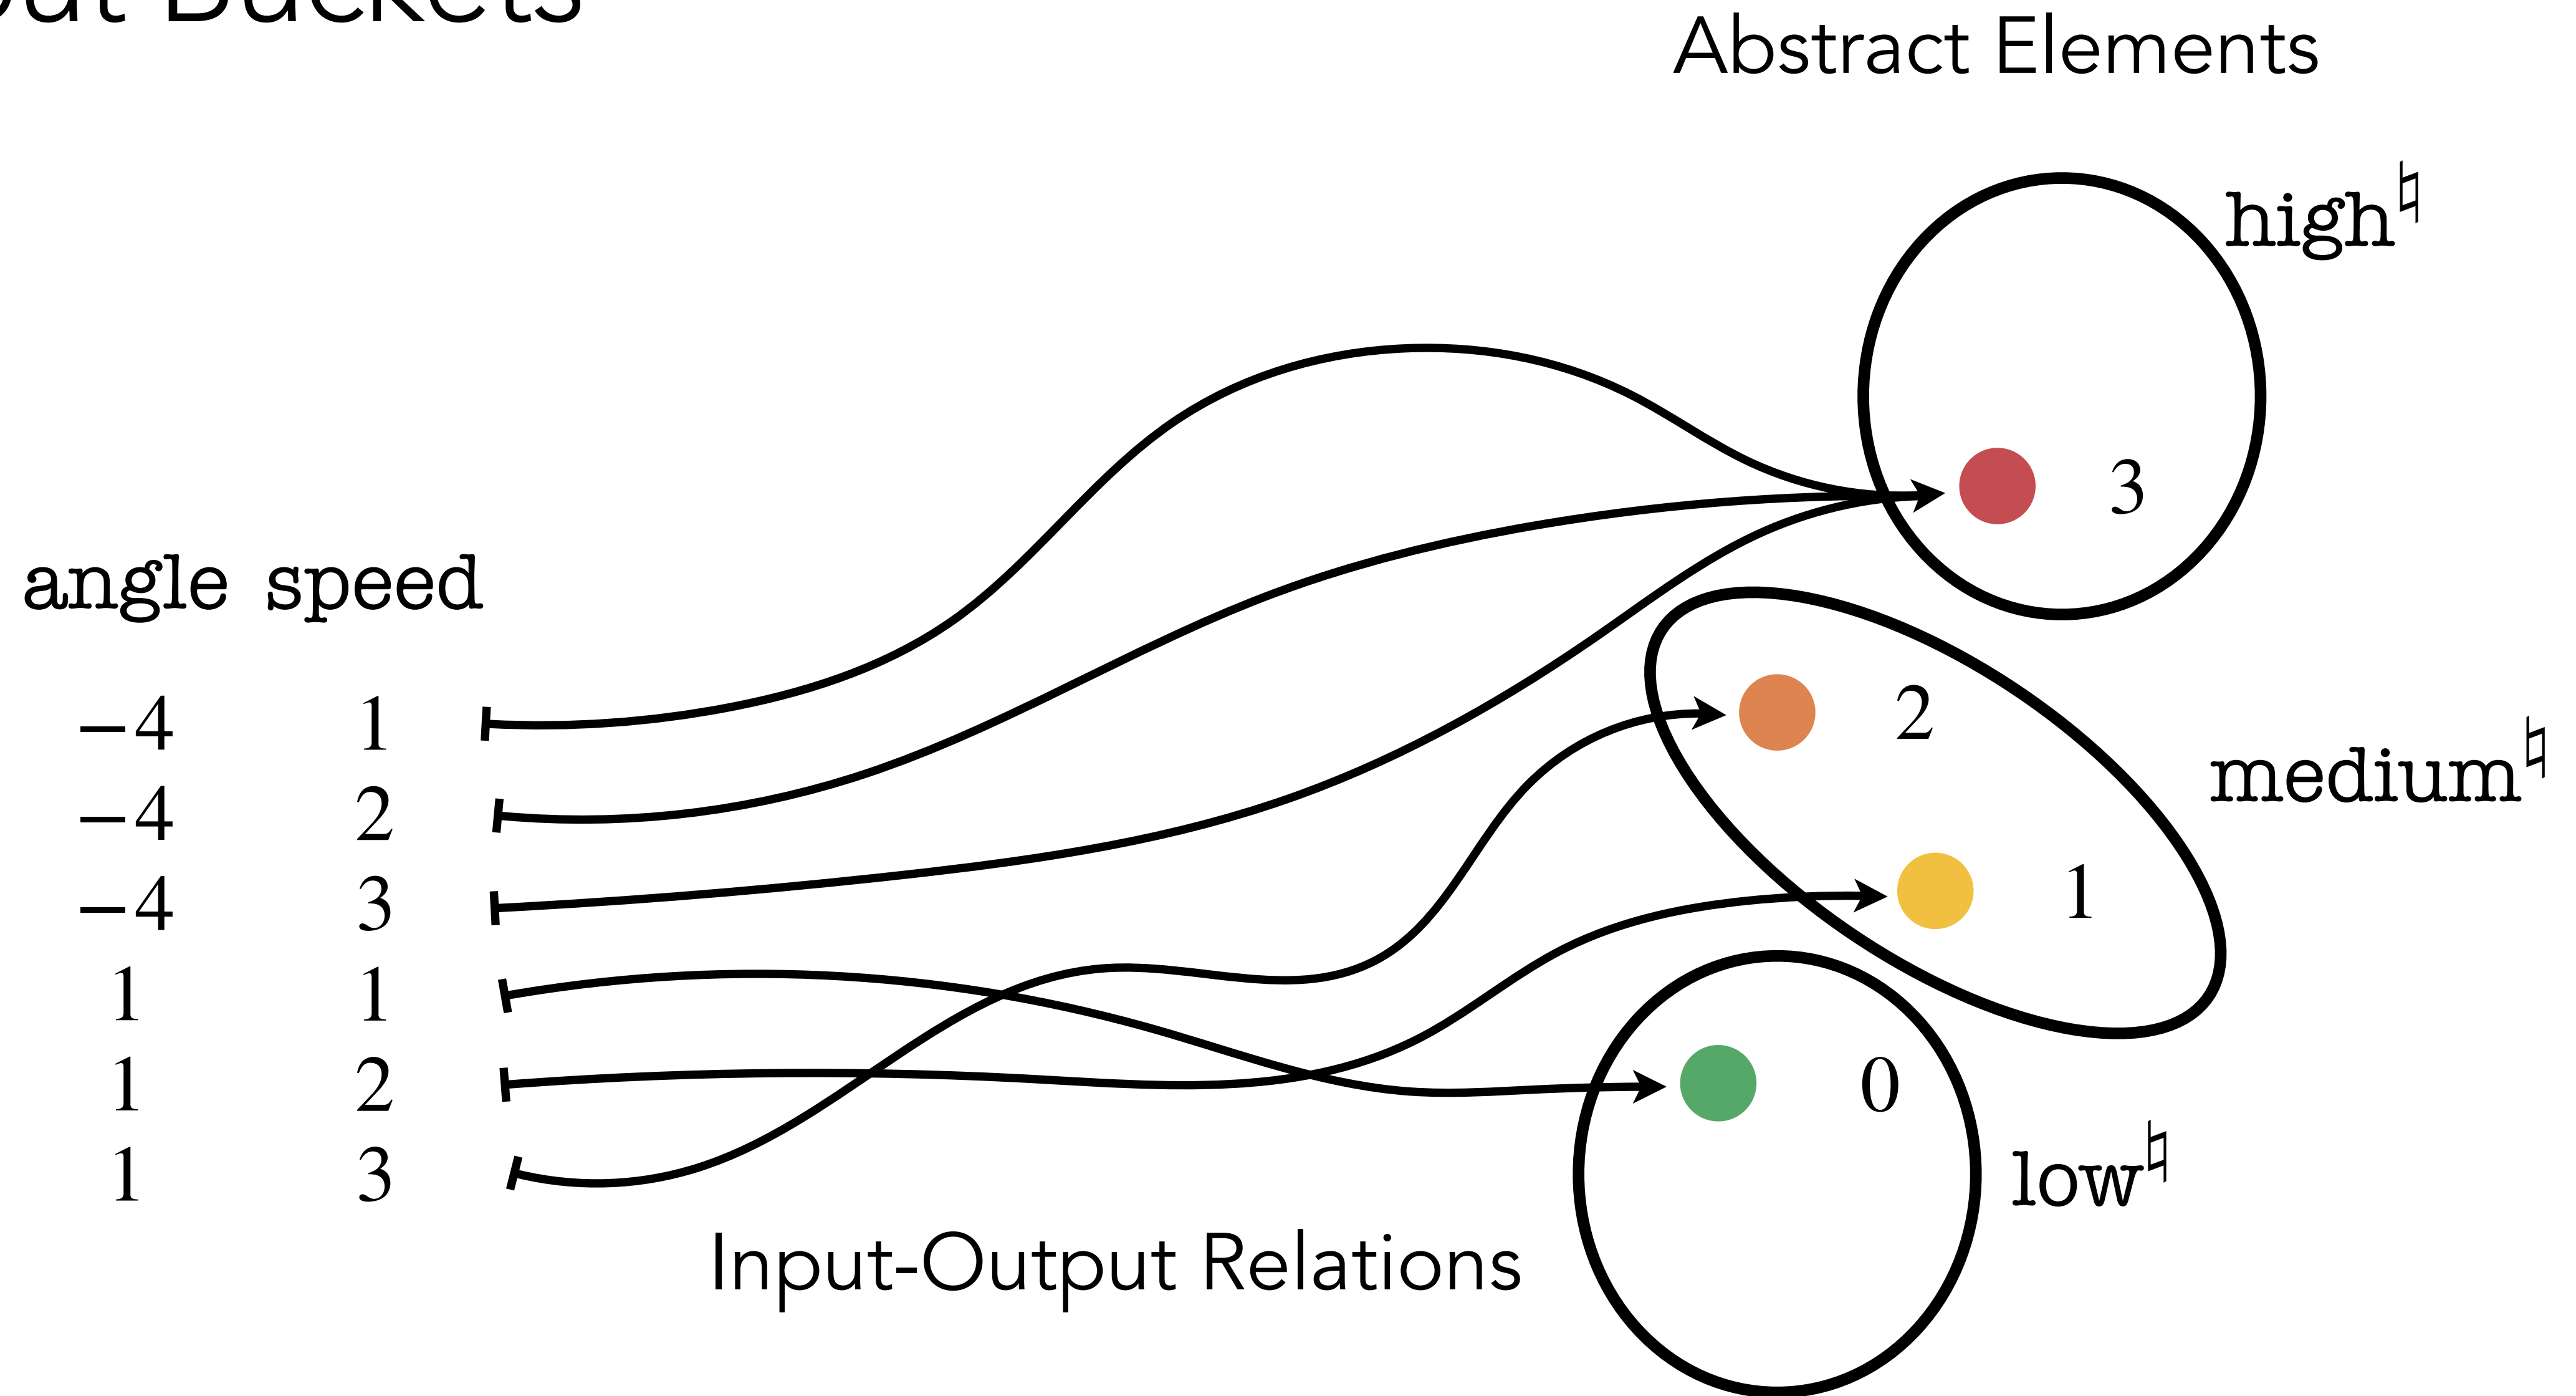 Buckets
Abstract Elements
high♮
3
angle speed
−4 1
2
−4 2
medium♮
−4 3
1
1 1
1 2
0
1 3
low♮
Input-Output Relations